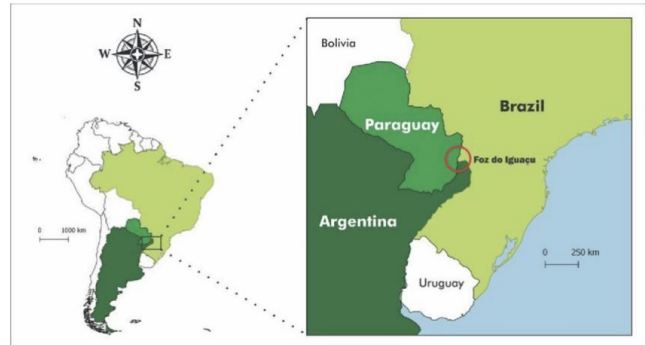 N
W E
S
1000 km
0
Bolivia
Paraguay
Brazil
Foz do Iguaçu
Argentina
Uruguay
0 250 km